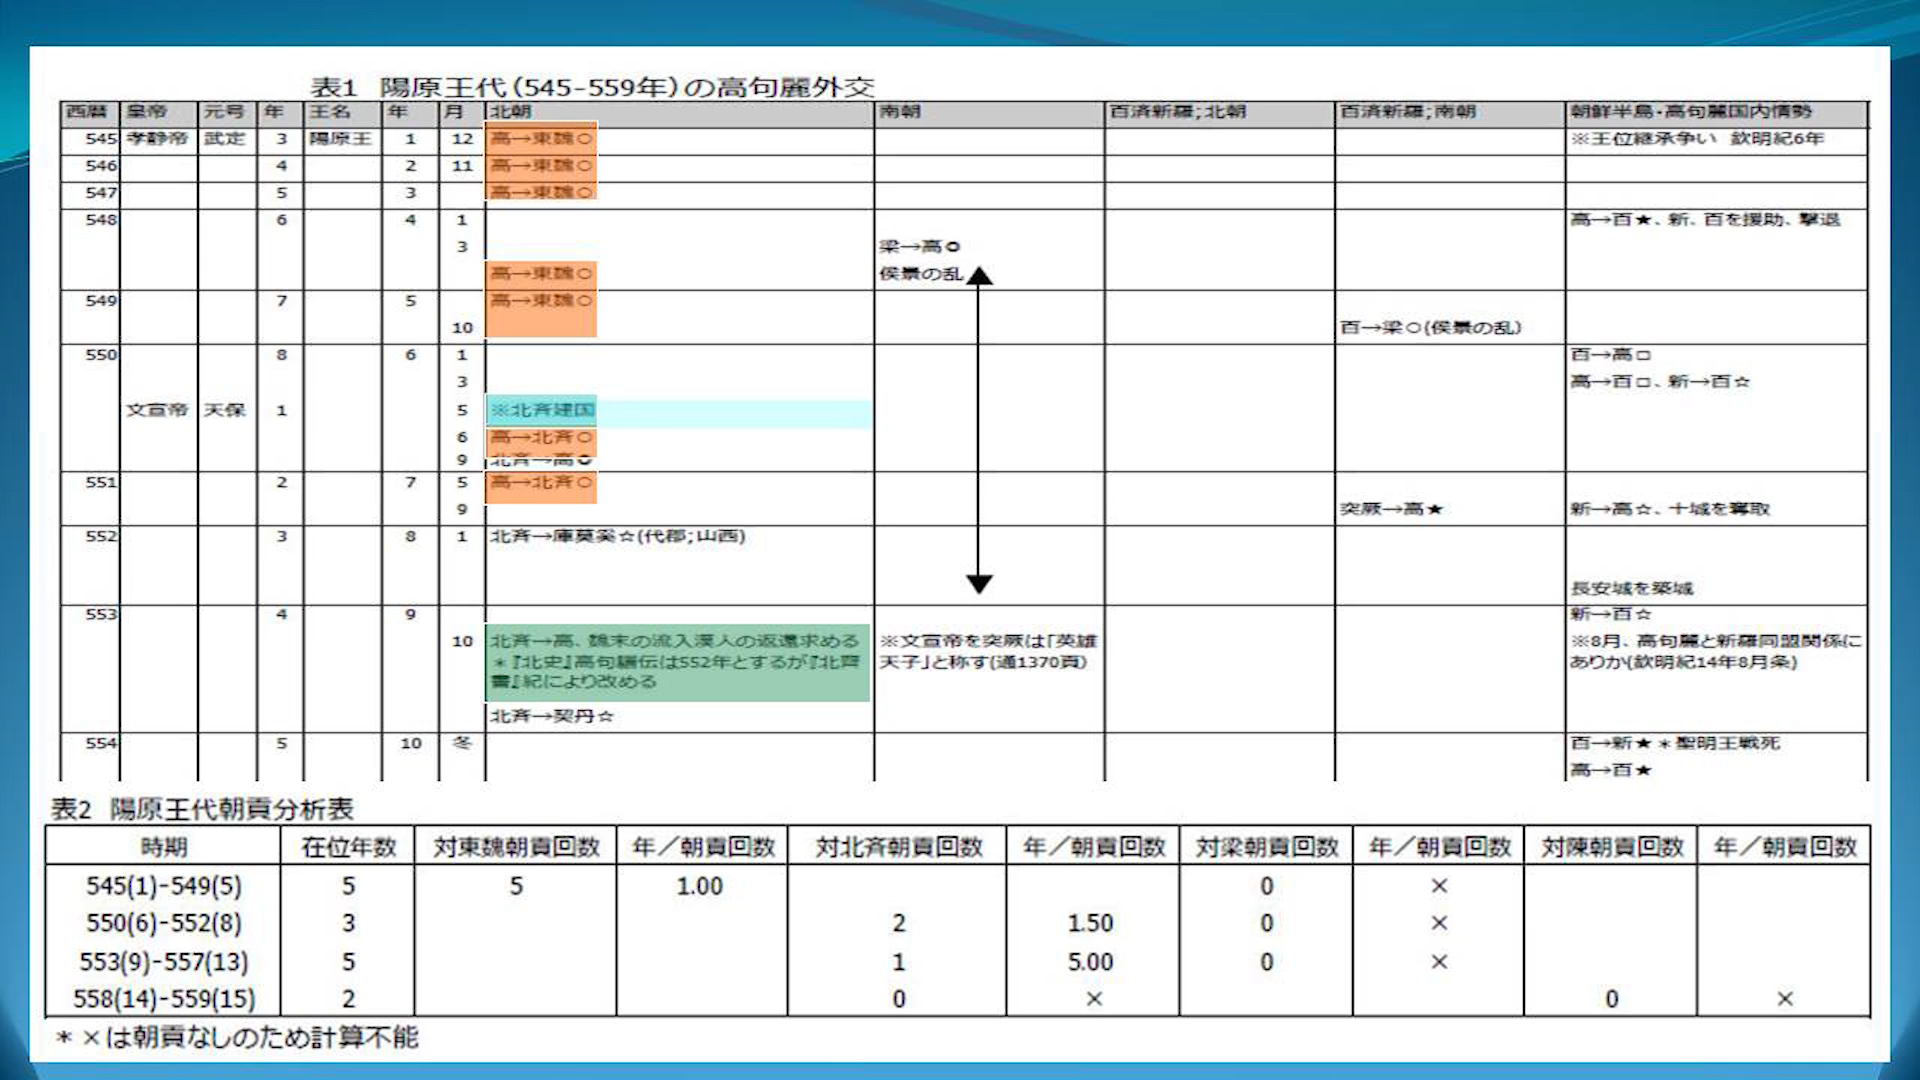 表1 陽原王代(545-559年)の高句麗外交
西暦 皇帝 元号 年 王名 年 月 北朝 南朝 百済新羅;北朝 百済新羅;南朝 朝鮮半島・高句麗国内情勢
545 孝静帝 武定 3 陽原王 1 12 高→東魏○ ※王位継承争い 欽明紀6年
546 4 2 11 高→東魏○
547 5 3 高→東魏○
548 6 4 1 高→百★、新、百を援助、撃退
3 梁→高◎
高→東魏○ 侯景の乱
549 7 5 高→東魏○
10 百→梁○(侯景の乱)
550 8 6 1 百→高□
3 高→百□、新→百☆
文宣帝 天保 1 5 ※北斉建国
6 高→北斉○
9 北斉→高◎
551 2 7 5 高→北斉○
9 突厥→高★ 新→高☆、十城を奪取
552 3 8 1 北斉→庫莫奚☆(代郡;山西)
長安城を築城
553 4 9 新→百☆
10 北斉→高、魏末の流入漢人の返還求める ※文宣帝を突厥は「英雄 ※8月、高句麗と新羅同盟関係に
＊『北史』高句驪伝は552年とするが『北齊 天子」と称す(通1370頁) ありか(欽明紀14年8月条)
書』紀により改める
北斉→契丹☆
554 5 10 冬 百→新★＊聖明王戦死
高→百★
表2 陽原王代朝貢分析表
時期 在位年数 対東魏朝貢回数 年／朝貢回数 対北斉朝貢回数 年／朝貢回数 対梁朝貢回数 年／朝貢回数 対陳朝貢回数 年／朝貢回数
545(1)-549(5) 5 5 1.00 0 ×
550(6)-552(8) 3 2 1.50 0 ×
553(9)-557(13) 5 1 5.00 0 ×
558(14)-559(15) 2 0 × 0 ×
＊×は朝貢なしのため計算不能